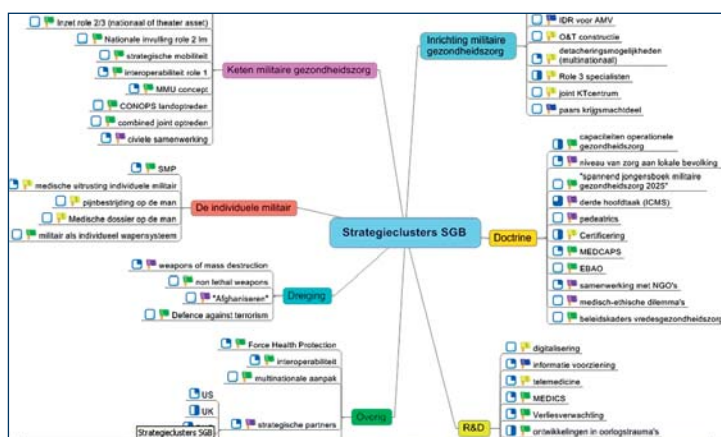 Strategieclusters SGB
Keten militaire gezondheidszorg
Inzet role 2/3 (nationaal of theater asset)
Nationale invulling role 2 lm
strategische mobiliteit
Interoperabiliteit role 1
MMU concept
CONOPS landoptreden
combined joint optreden
civiele samenwerking
De individuele militair
SMP
medische uitrusting individuele militair
pijnbestrijding op de man
Medische dossier op de man
militair als individueel wapensysteem
Dreiging
weapons of mass destruction
non lethal weapons
"Afghaniseren"
Defence against terrorism
Overig
Force Health Protection
interoperabiliteit
multinationale aanpak
strategische partners
US
UK
Strategieclusters SGB
Inrichting militaire
gezondheidszorg
IDR voor AMV
O&T constructie
detacheringsmogelijkheden
(multinationaal)
Role 3 specialisten
joint KTcentrum
paars krijgsmachtdeel
Doctrine
capaciteiten operationele
gezondheidszorg
niveau van zorg aan lokale bevolking
"spannend jongensboek militaire
gezondheidszorg 2025"
derde hoofdtaak (ICMS)
pedeatrics
Certificering
MEDCAPS
EBAO
samenwerking met NGO's
medisch-ethische dilemma's
beleidskaders vredesgezondheidszorg
R&D
digitalisering
informatie voorziening
telemedicine
MEDICS
Verliesverwachting
ontwikkelingen in oorlogstrauma's